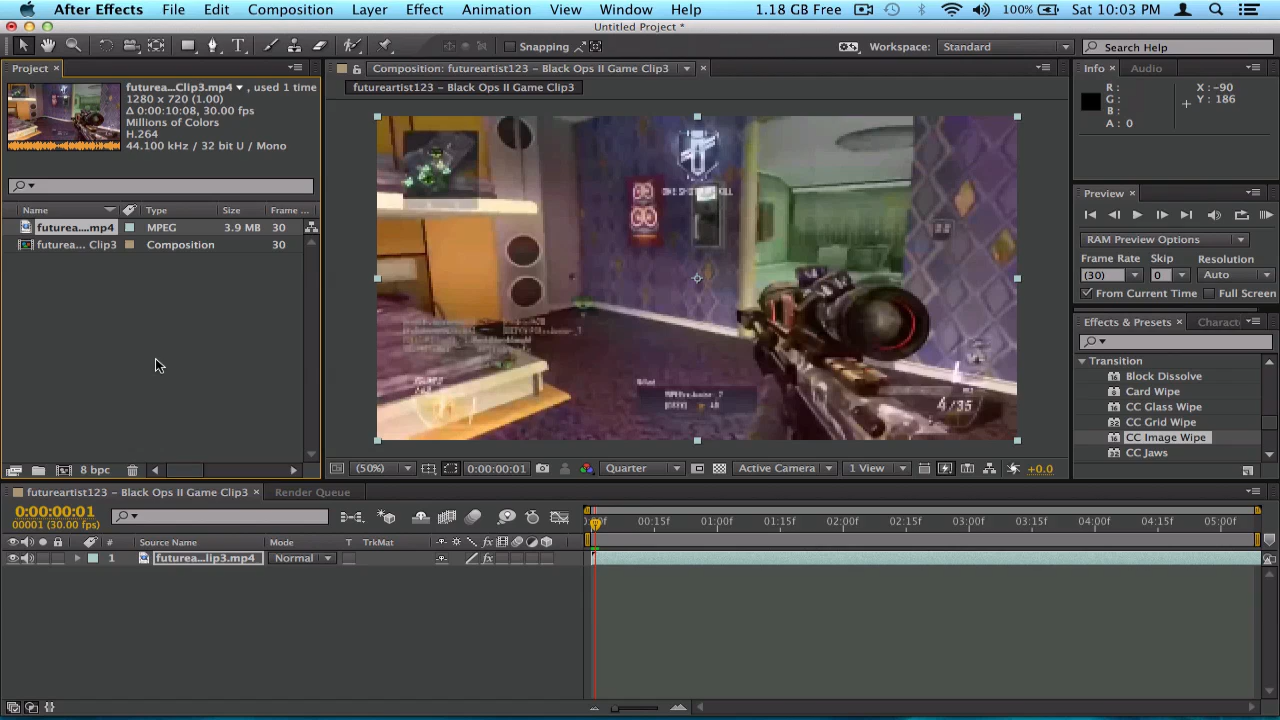 After Effects File Edit Composition Layer Effect Animation View Window Help 1.18 GB Free 100% Sat 10:03 PM
Untitled Project *
Snapping Workspace: Standard Search Help
Project
futurea...Clip3.mp4 , used 1 time
1280 x 720 (1.00)
Δ 0:00:10:08, 30.00 fps
Millions of Colors
H.264
44.100 kHz / 32 bit U / Mono
Name Type Size Frame ...
futurea....mp4 MPEG 3.9 MB 30
futurea... Clip3 Composition 30
8 bpc
Composition: futureartist123 – Black Ops II Game Clip3
futureartist123 – Black Ops II Game Clip3
4/35
(50%) 0:00:00:01 Quarter Active Camera 1 View +0.0
Info Audio
R: X: -90
G: Y: 186
B:
A: 0
Preview
RAM Preview Options
Frame Rate Skip Resolution
(30) 0 Auto
From Current Time Full Screen
Effects & Presets Charact
Transition
Block Dissolve
Card Wipe
CC Glass Wipe
CC Grid Wipe
CC Image Wipe
CC Jaws
futureartist123 – Black Ops II Game Clip3 Render Queue
0:00:00:01
00001 (30.00 fps)
00:15f 01:00f 01:15f 02:00f 02:15f 03:00f 03:15f 04:00f 04:15f 05:00f
# Source Name Mode T TrkMat
1 futurea...lip3.mp4 Normal